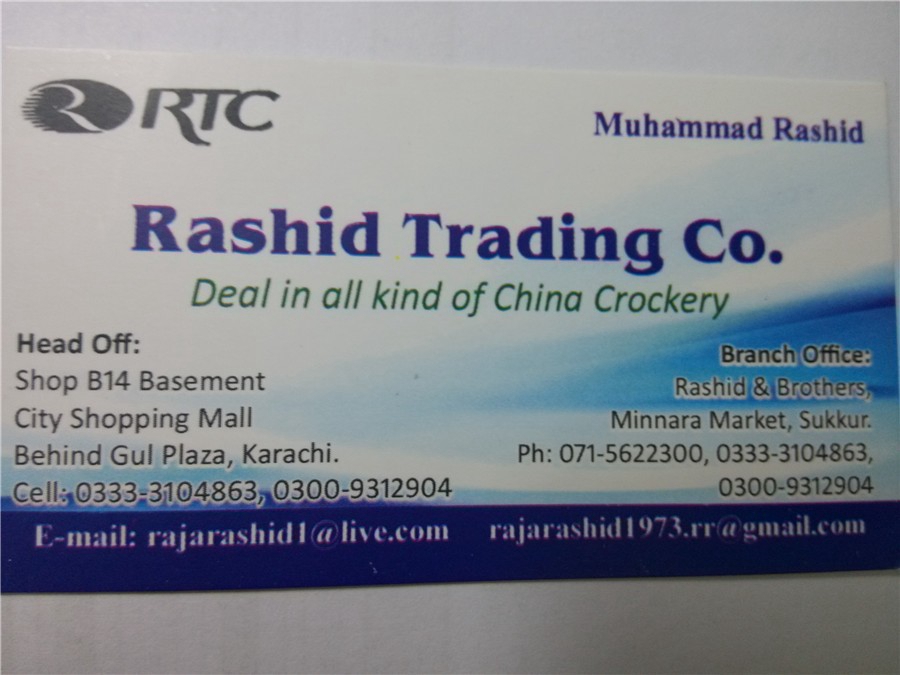 RTC
Muhammad Rashid
Rashid Trading Co.
Deal in all kind of China Crockery
Head Off:
Shop B14 Basement
City Shopping Mall
Behind Gul Plaza, Karachi.
Cell: 0333-3104863, 0300-9312904
Branch Office:
Rashid & Brothers,
Minnara Market, Sukkur.
Ph: 071-5622300, 0333-3104863,
0300-9312904
E-mail: rajarashid1@live.com rajarashid1973.rr@gmail.com